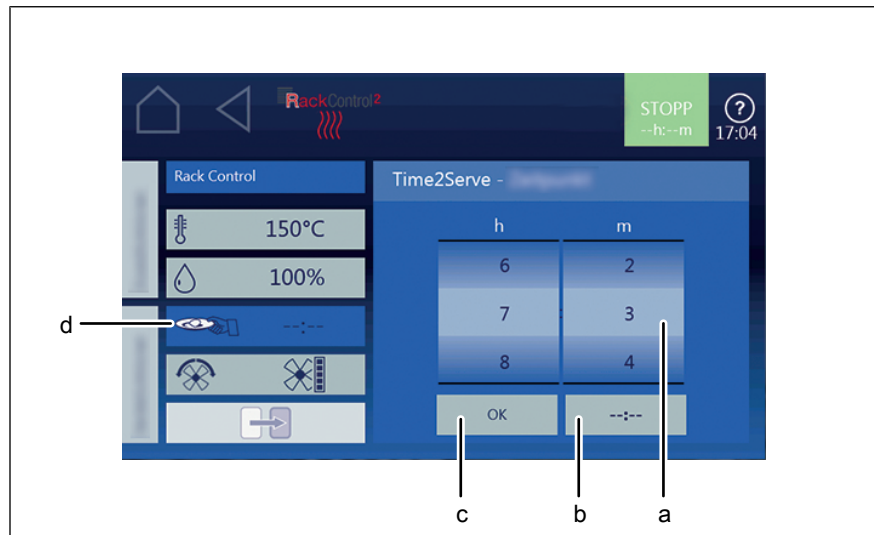 RackControl²
STOPP
--h:--m
?
17:04
Rack Control
Time2Serve -
150°C
100%
--:--
h m
6 2
7 : 3
8 4
OK --:--
d
c b a